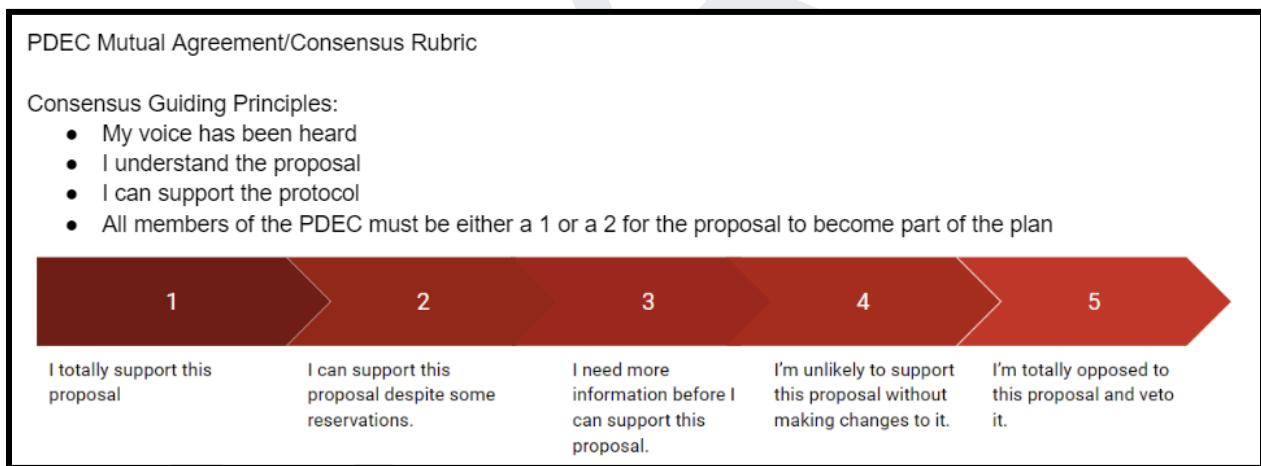 PDEC Mutual Agreement/Consensus Rubric
Consensus Guiding Principles:
● My voice has been heard
● I understand the proposal
● I can support the protocol
● All members of the PDEC must be either a 1 or a 2 for the proposal to become part of the plan
1
2
3
4
5
I totally support this
proposal
I can support this
proposal despite some
reservations.
I need more
information before I
can support this
proposal.
I'm unlikely to support
this proposal without
making changes to it.
I'm totally opposed to
this proposal and veto
it.